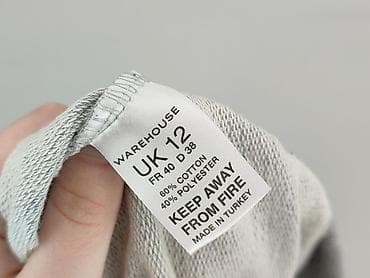 WAREHOUSE
UK 12
FR 40 D 38
60% COTTON
40% POLYESTER
KEEP AWAY
FROM FIRE
MADE IN TURKEY